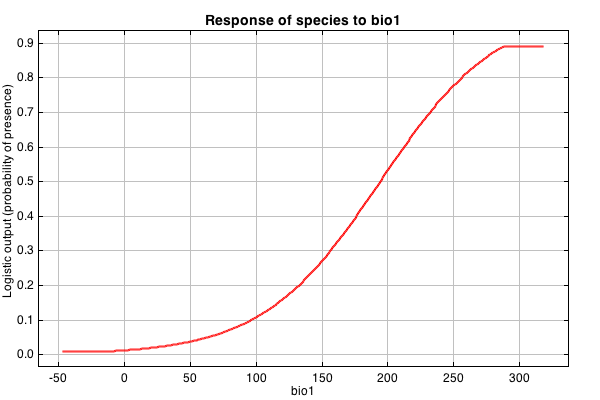 Response of species to bio1
Logistic output (probability of presence)
0.9
0.8
0.7
0.6
0.5
0.4
0.3
0.2
0.1
0.0
-50 0 50 100 150 200 250 300
bio1